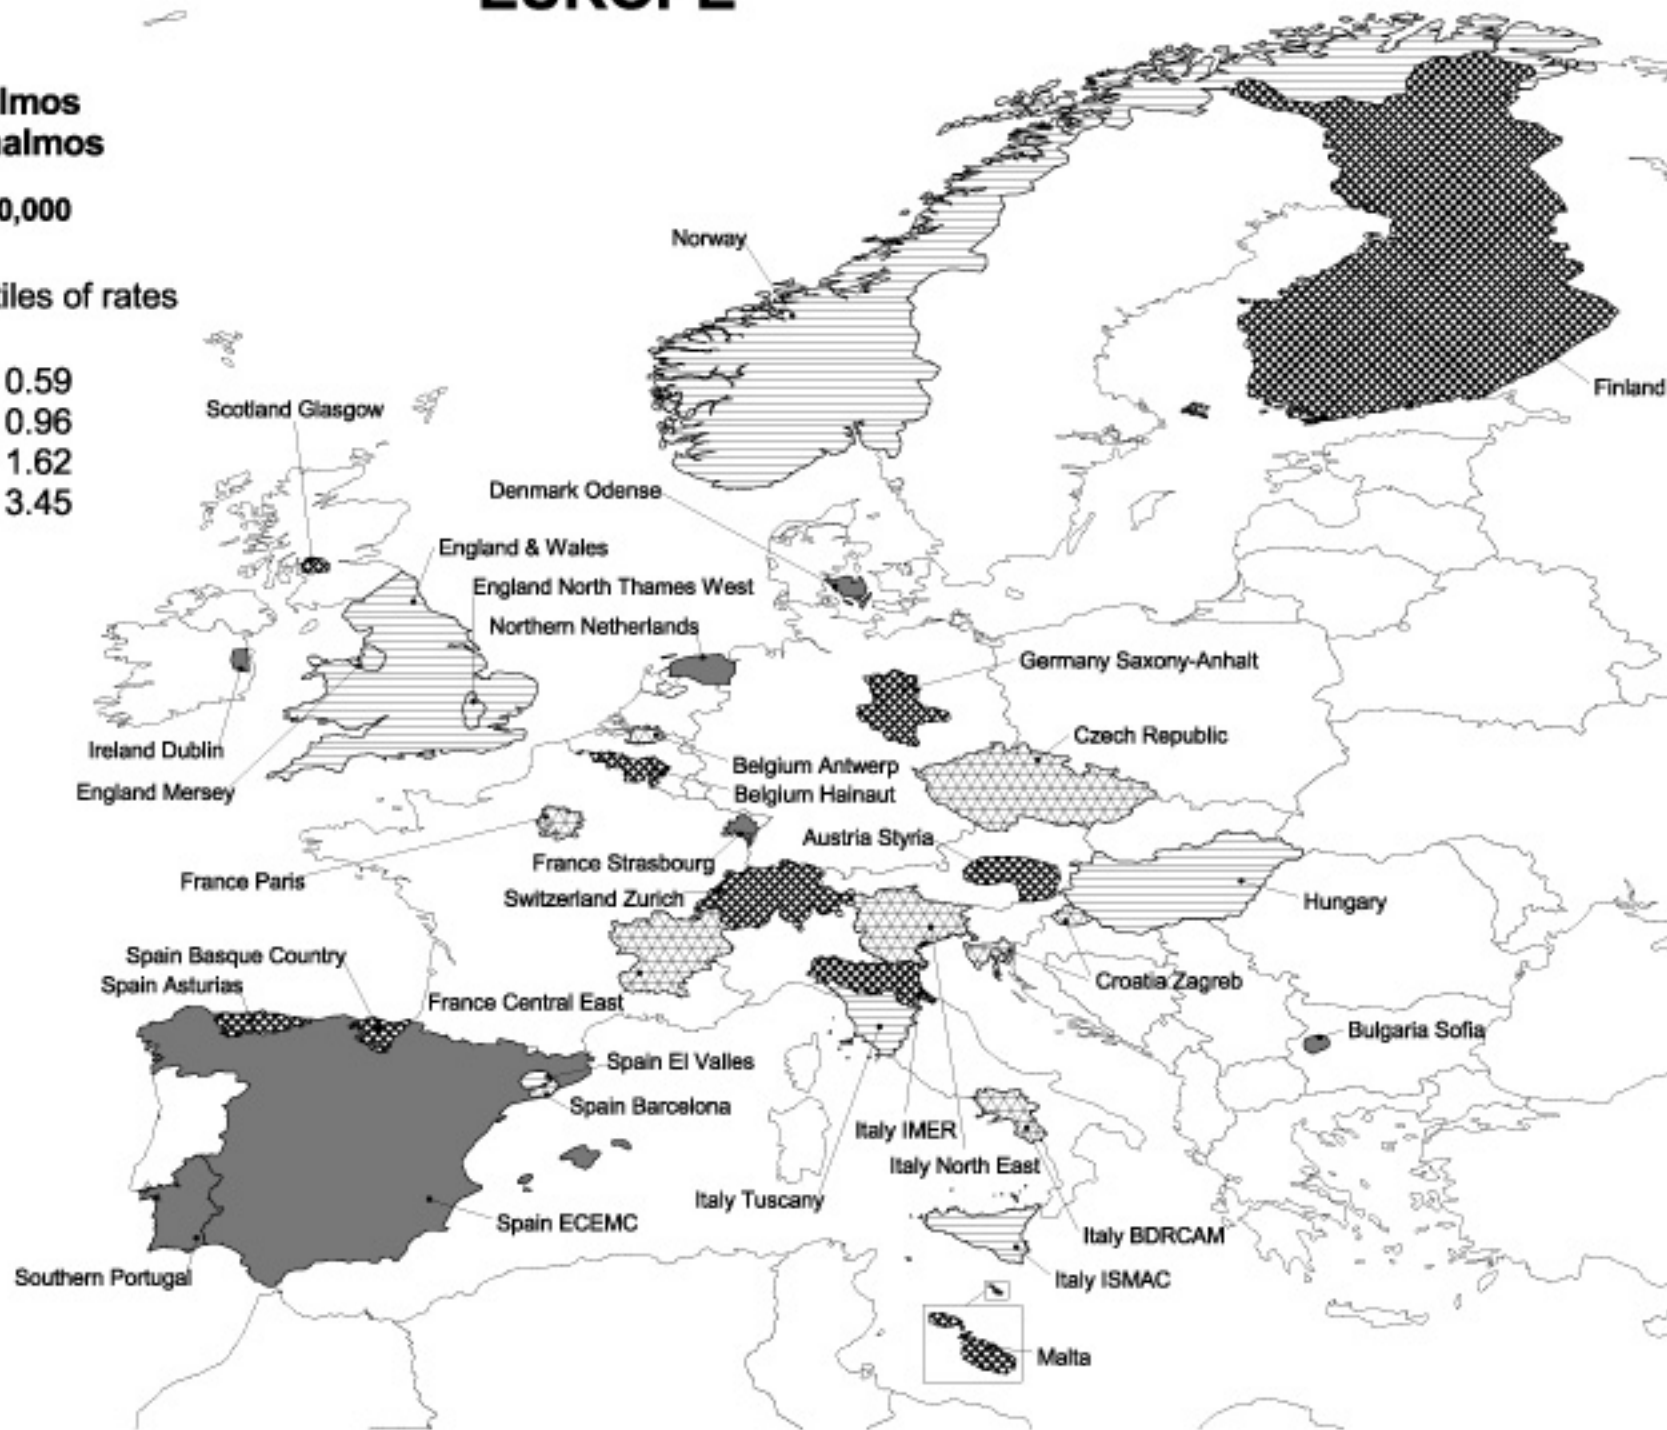 EUROPE
lmos
almos
0,000
tiles of rates
0.59
0.96
1.62
3.45
Norway
Finland
Scotland Glasgow
Denmark Odense
England & Wales
England North Thames West
Northern Netherlands
Germany Saxony-Anhalt
Ireland Dublin
Czech Republic
England Mersey
Belgium Antwerp
Belgium Hainaut
Austria Styria
France Strasbourg
France Paris
Switzerland Zurich
Hungary
Spain Basque Country
Spain Asturias
Croatia Zagreb
France Central East
Bulgaria Sofia
Spain El Valles
Spain Barcelona
Italy IMER
Italy North East
Italy Tuscany
Spain ECEMC
Italy BDRCAM
Southern Portugal
Italy ISMAC
Malta